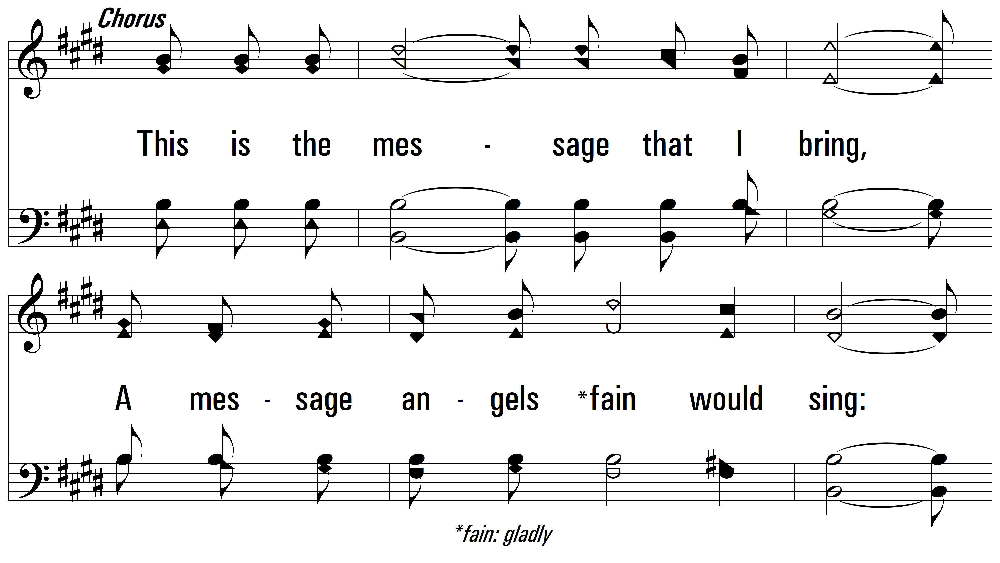 Chorus
This is the mes - sage that I bring,
A mes - sage an - gels *fain would sing:
*fain: gladly